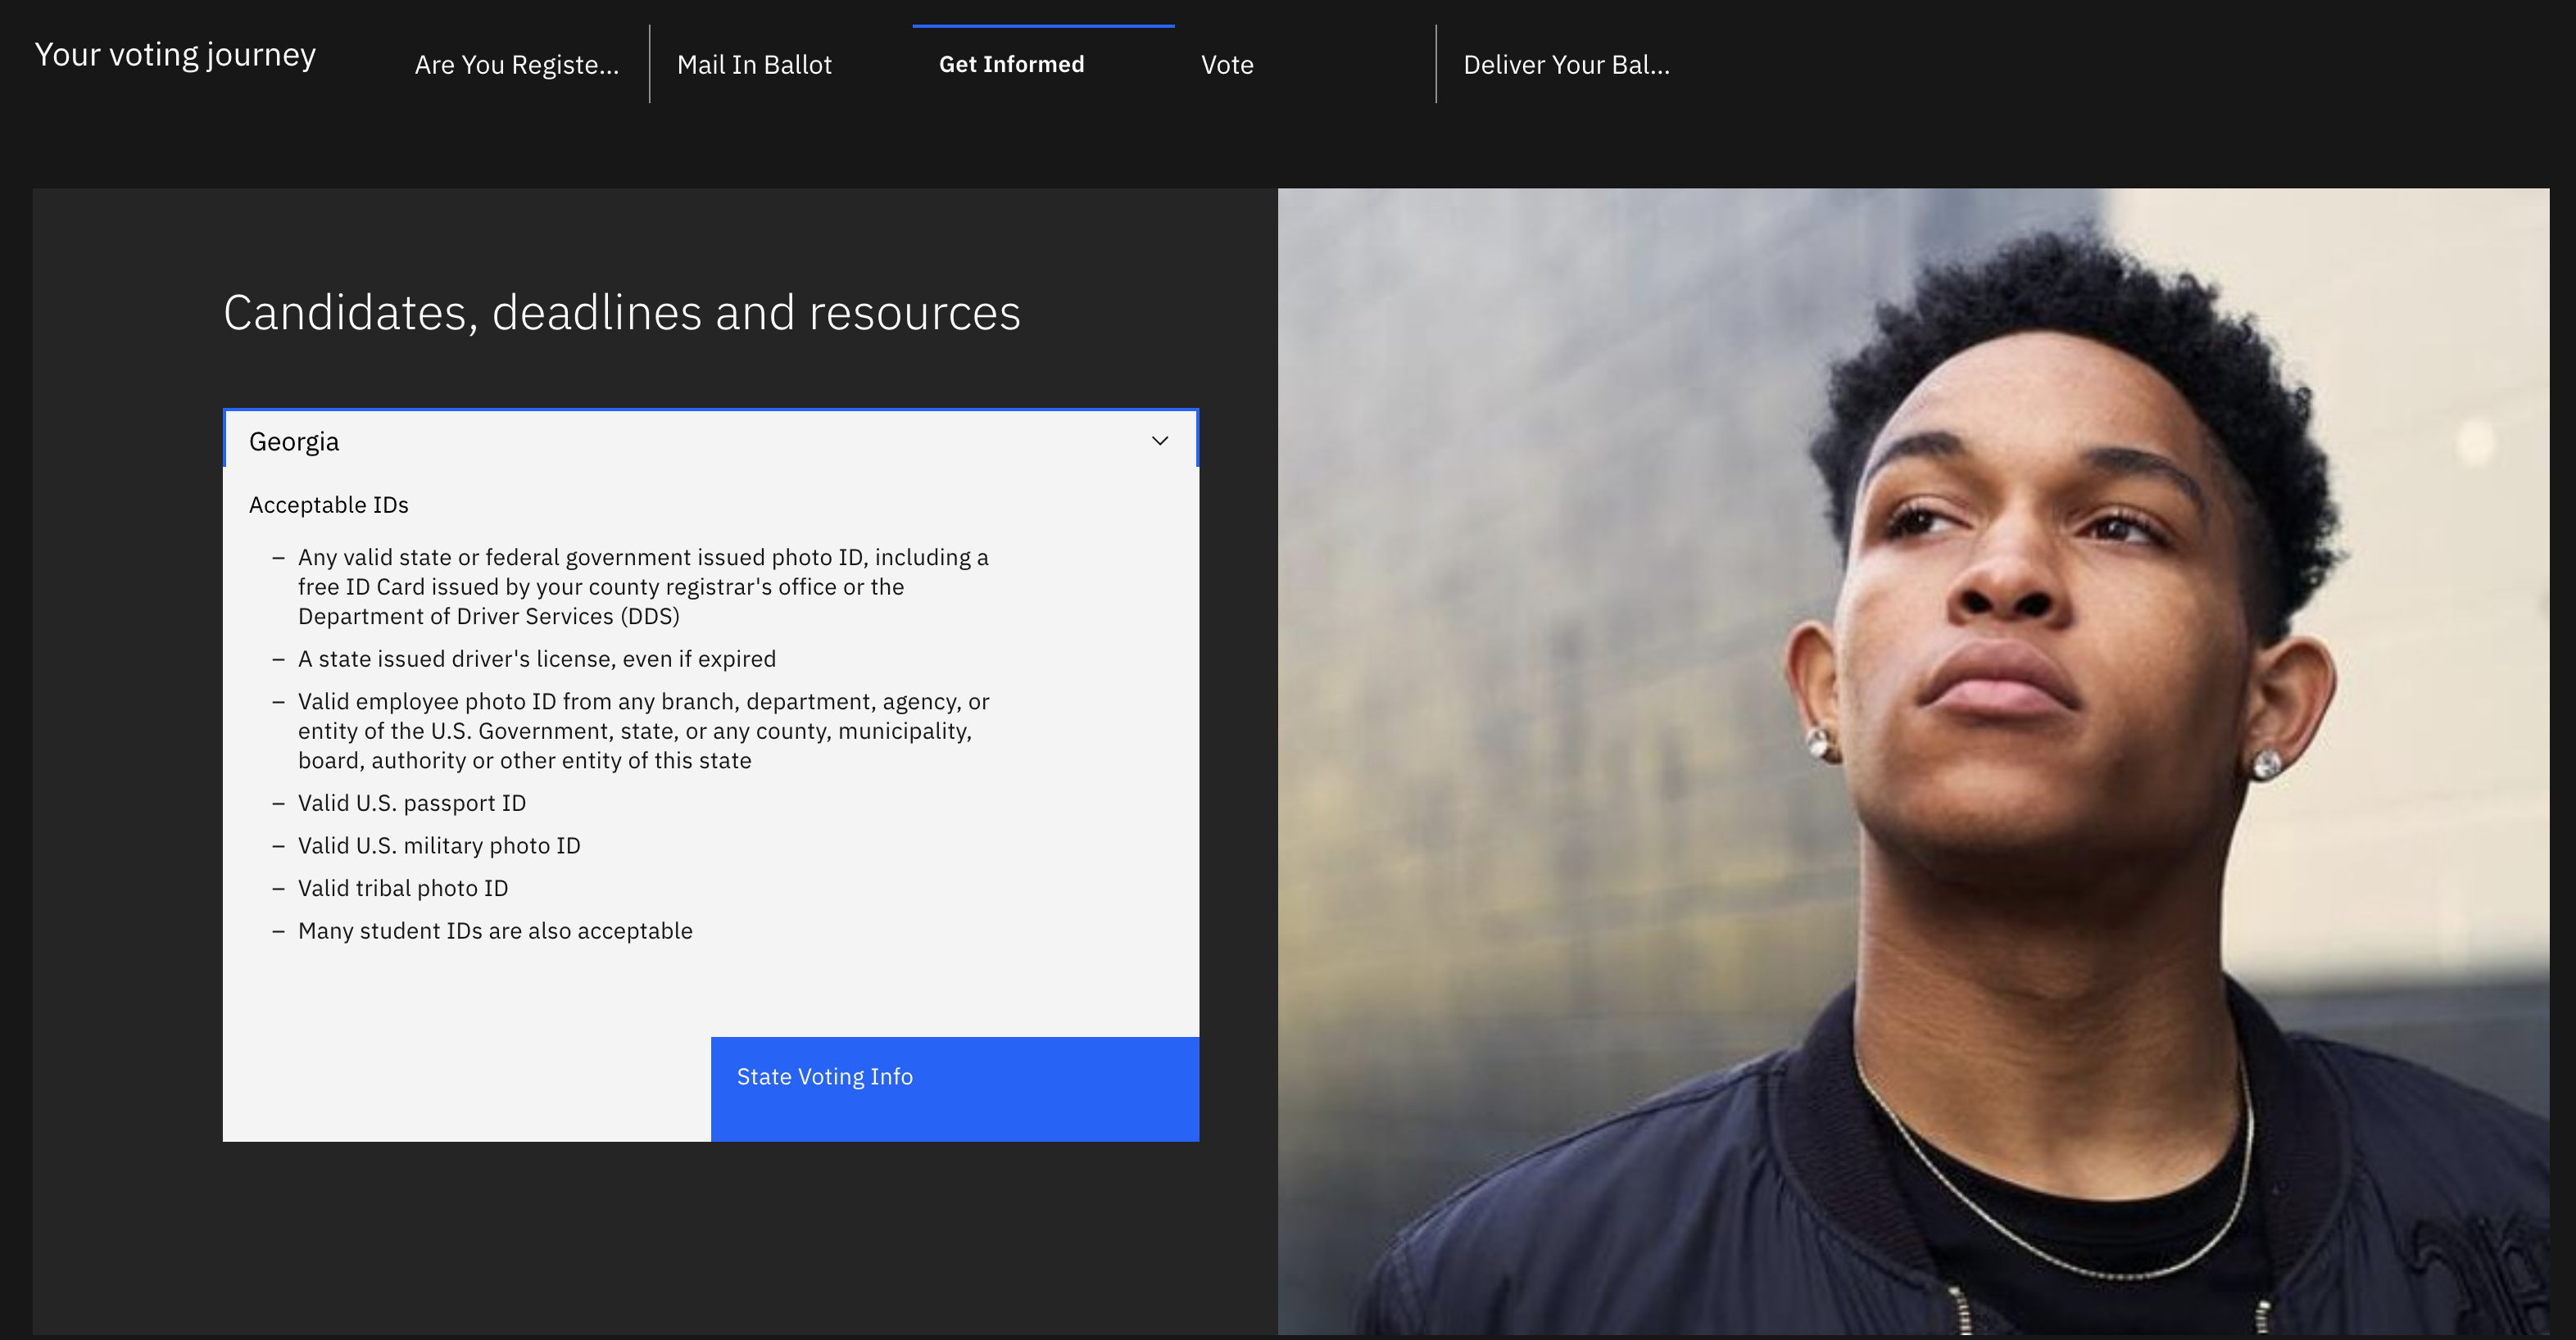 Your voting journey
Are You Registe...
Mail In Ballot
Get Informed
Vote
Deliver Your Bal...
Candidates, deadlines and resources
Georgia
Acceptable IDs
– Any valid state or federal government issued photo ID, including a
free ID Card issued by your county registrar's office or the
Department of Driver Services (DDS)
– A state issued driver's license, even if expired
– Valid employee photo ID from any branch, department, agency, or
entity of the U.S. Government, state, or any county, municipality,
board, authority or other entity of this state
– Valid U.S. passport ID
– Valid U.S. military photo ID
– Valid tribal photo ID
– Many student IDs are also acceptable
State Voting Info